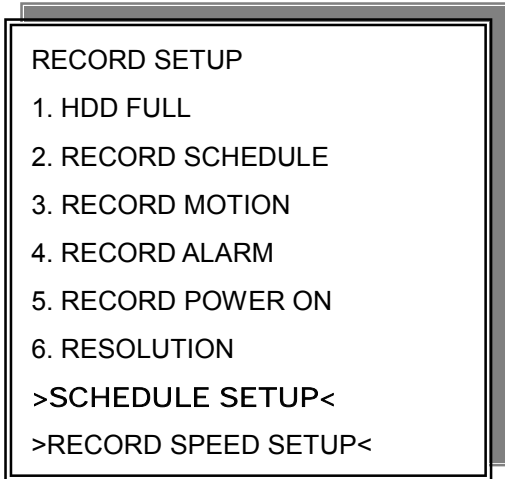 RECORD SETUP
1. HDD FULL
2. RECORD SCHEDULE
3. RECORD MOTION
4. RECORD ALARM
5. RECORD POWER ON
6. RESOLUTION
>SCHEDULE SETUP<
>RECORD SPEED SETUP<